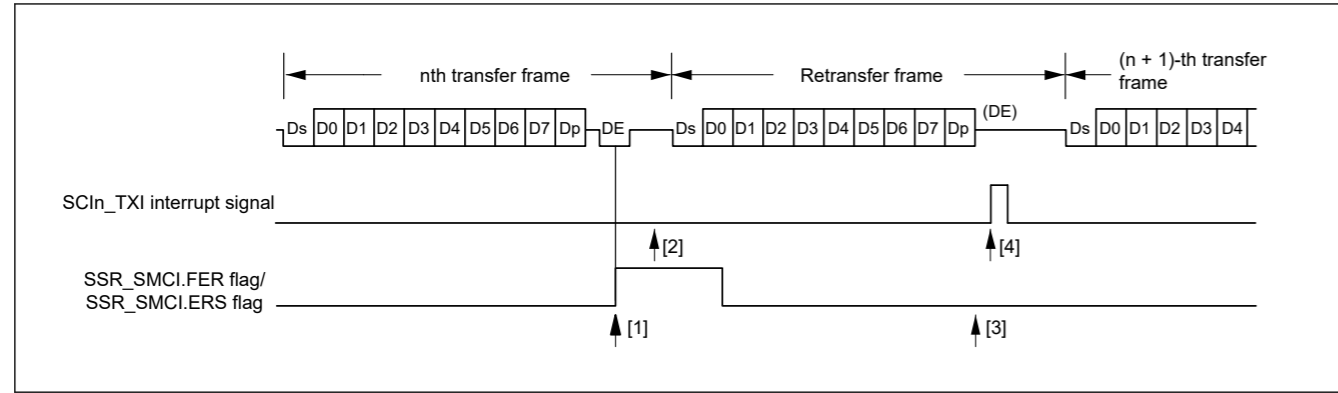 nth transfer frame
Retransfer frame
(n + 1)-th transfer
frame
Ds D0 D1 D2 D3 D4 D5 D6 D7 Dp DE Ds D0 D1 D2 D3 D4 D5 D6 D7 Dp (DE) Ds D0 D1 D2 D3 D4
SCIn_TXI interrupt signal
[2] [4]
SSR_SMCI.FER flag/
SSR_SMCI.ERS flag
[1] [3]